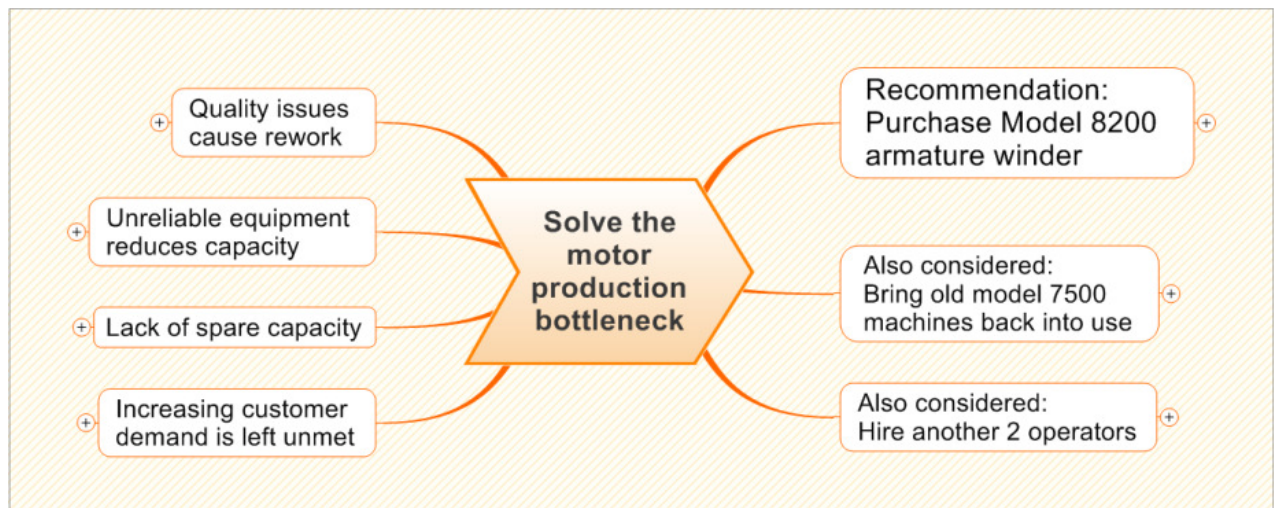 Quality issues
cause rework
Unreliable equipment
reduces capacity
Lack of spare capacity
Increasing customer
demand is left unmet
Solve the
motor
production
bottleneck
Recommendation:
Purchase Model 8200
armature winder
Also considered:
Bring old model 7500
machines back into use
Also considered:
Hire another 2 operators